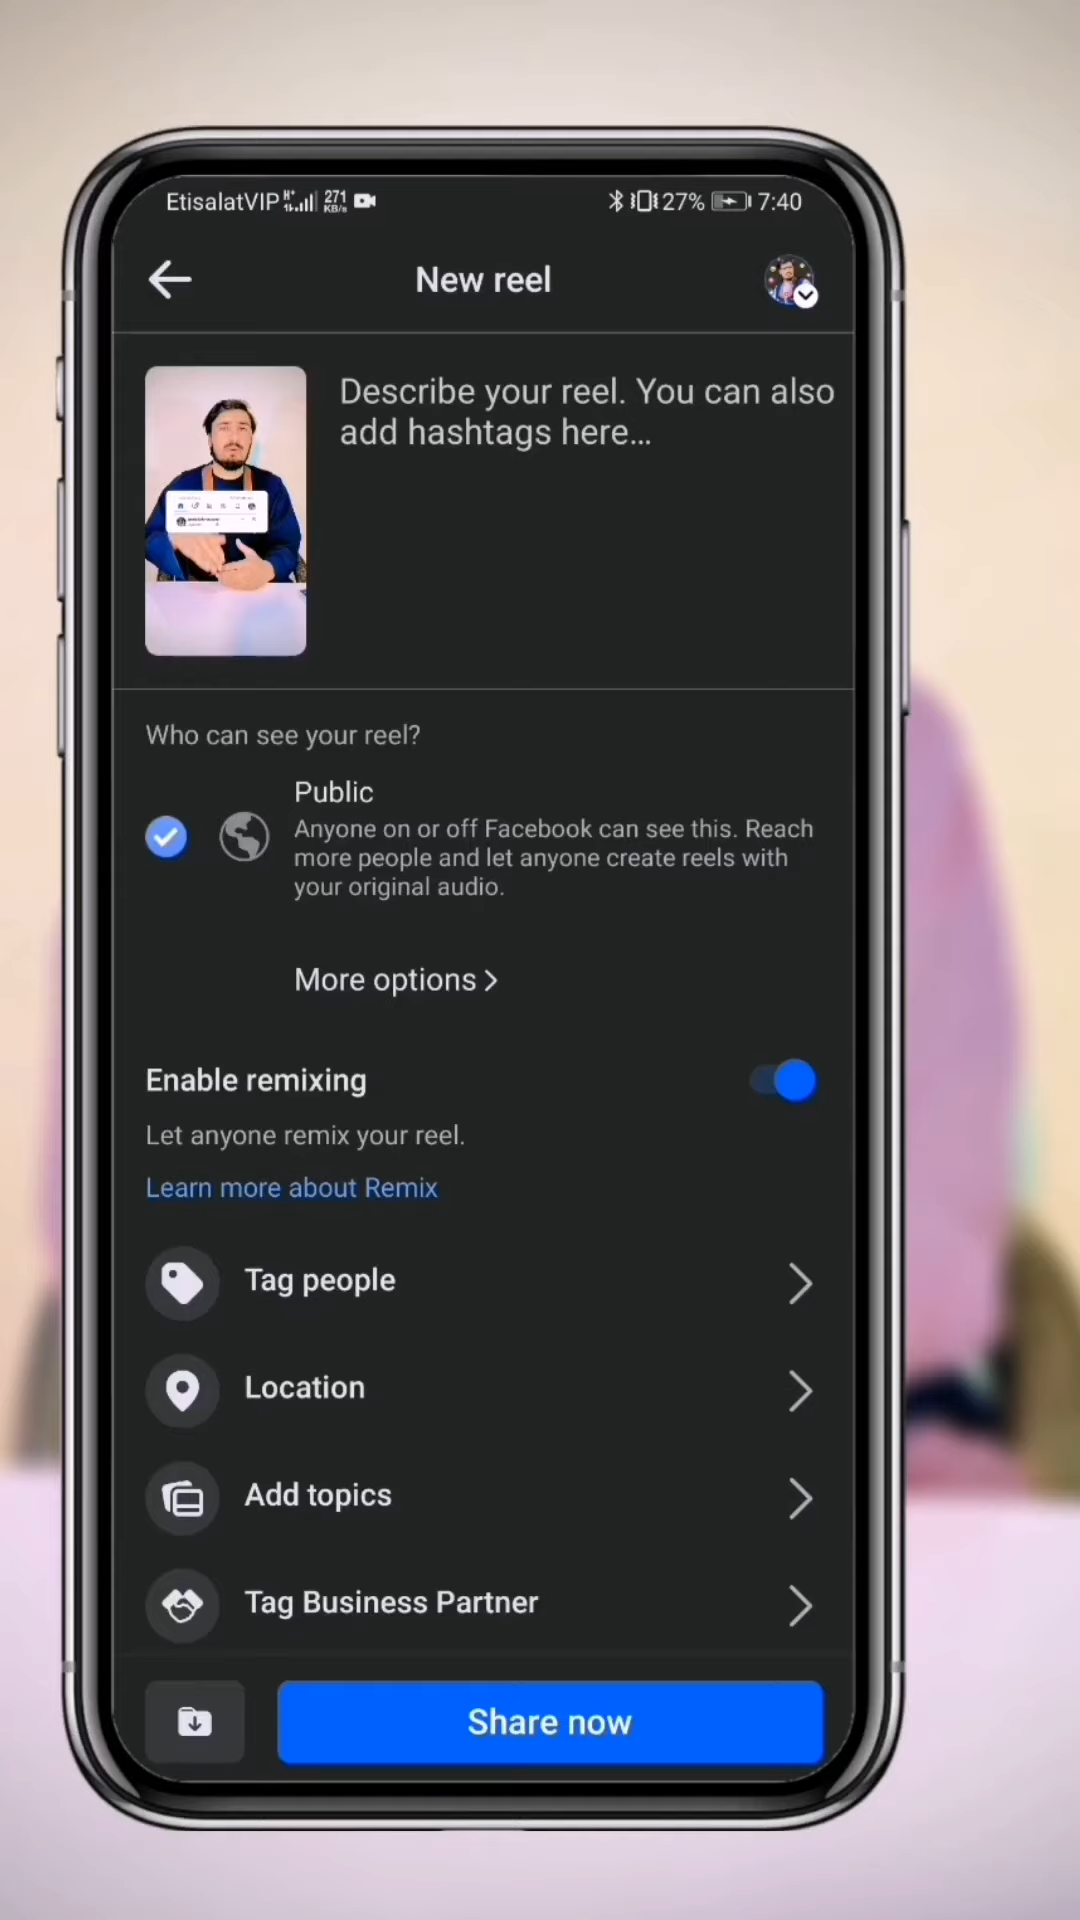 EtisalatVIP H+ 271 KB/s 27% 7:40
New reel
Describe your reel. You can also
add hashtags here...
Who can see your reel?
Public
Anyone on or off Facebook can see this. Reach
more people and let anyone create reels with
your original audio.
More options
Enable remixing
Let anyone remix your reel.
Learn more about Remix
Tag people
Location
Add topics
Tag Business Partner
Share now